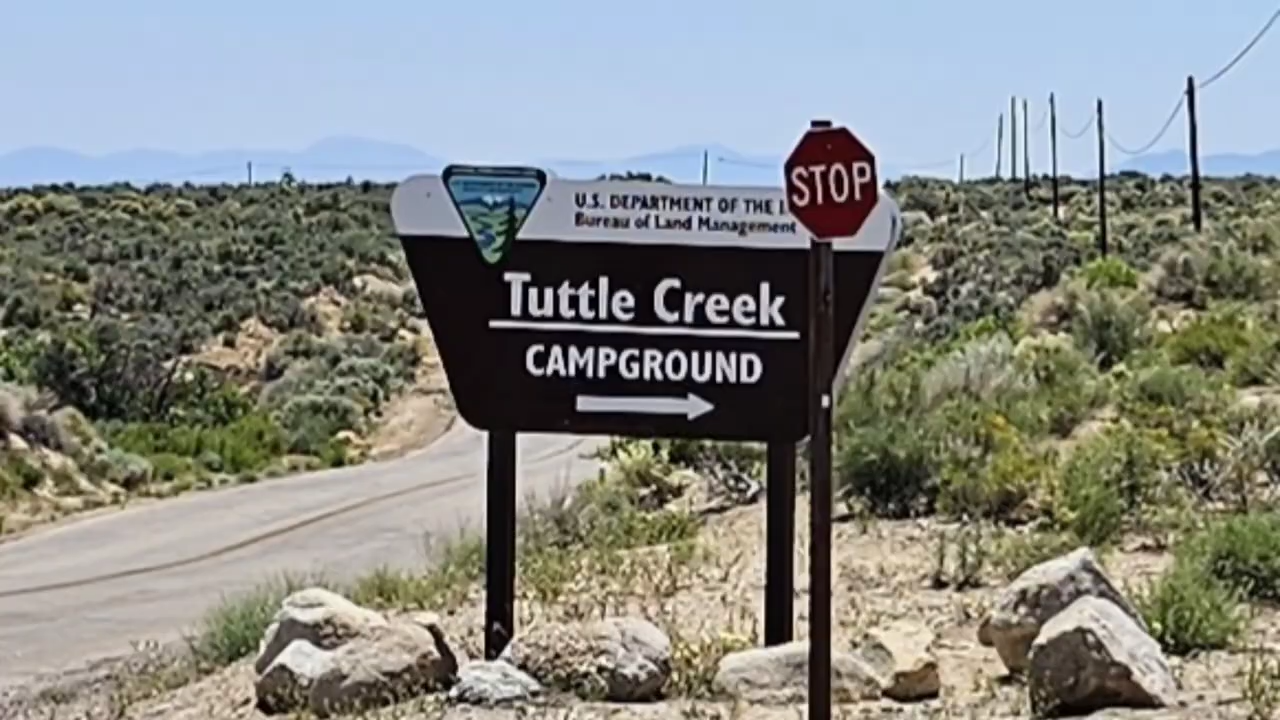 U.S. DEPARTMENT OF THE
Bureau of Land Management
STOP
Tuttle Creek
CAMPGROUND